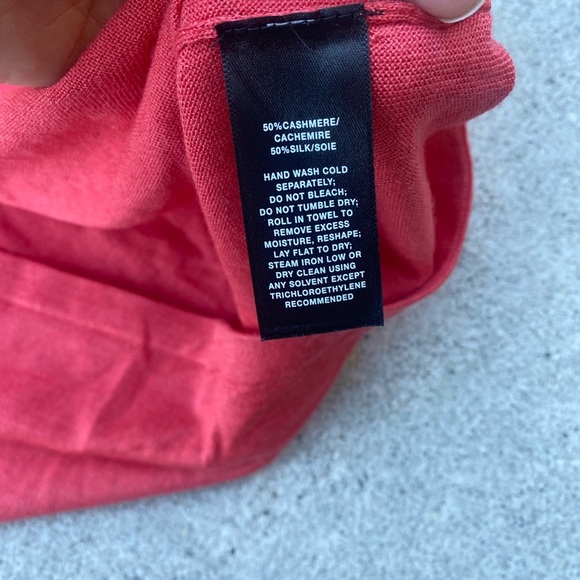 50%CASHMERE/
CACHEMIRE
50%SILK/SOIE
HAND WASH COLD
SEPARATELY;
DO NOT BLEACH;
DO NOT TUMBLE DRY;
ROLL IN TOWEL TO
REMOVE EXCESS
MOISTURE, RESHAPE;
LAY FLAT TO DRY;
STEAM IRON LOW OR
DRY CLEAN USING
ANY SOLVENT EXCEPT
TRICHLOROETHYLENE
RECOMMENDED